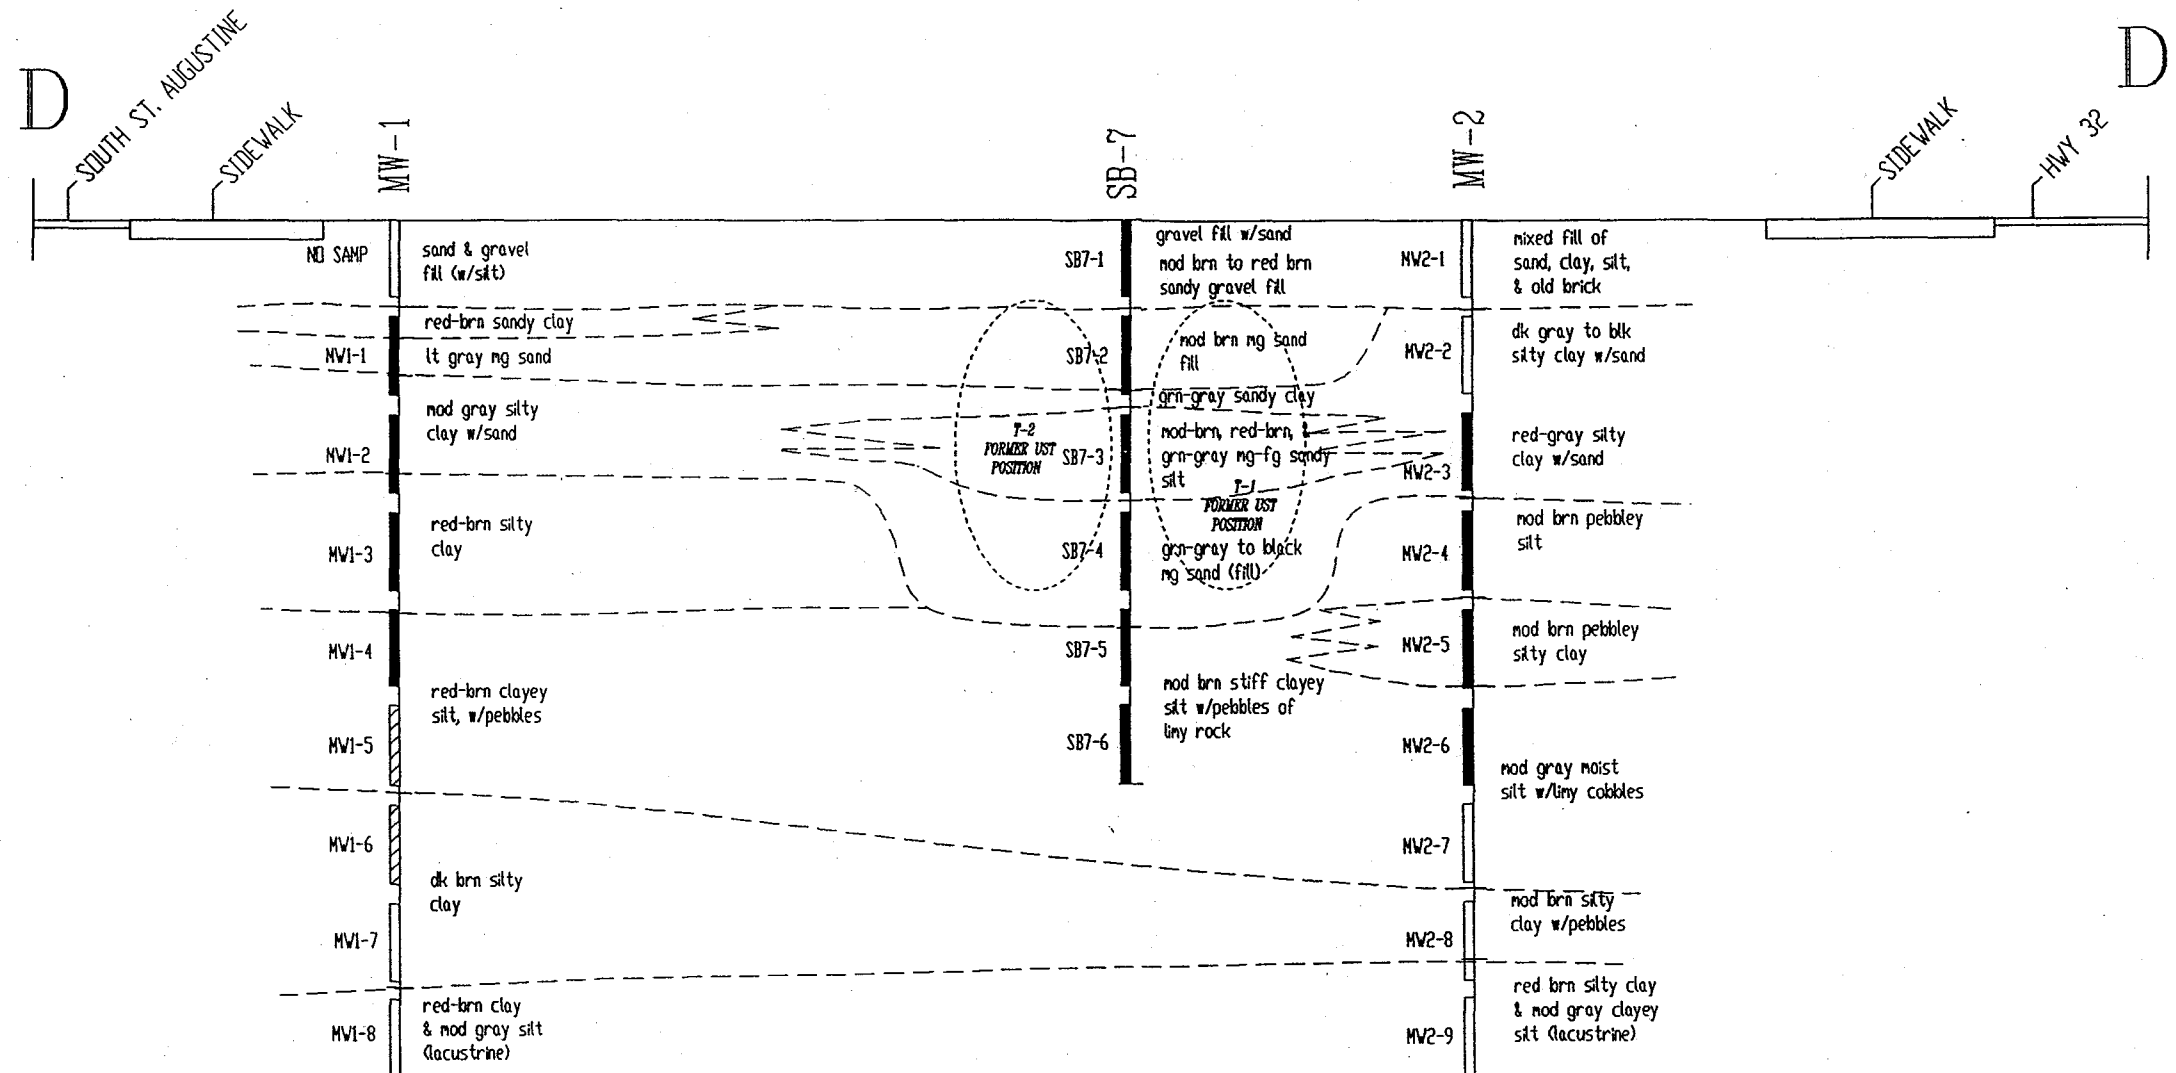 D
D
SOUTH ST. AUGUSTINE
SIDEWALK
MW-1
SB-7
MW-2
SIDEWALK
HWY 32
NO SAMP
sand & gravel
fill (w/silt)
red-brn sandy clay
MW1-1
lt gray mg sand
mod gray silty
clay w/sand
MW1-2
red-brn silty
clay
MW1-3
MW1-4
red-brn clayey
silt, w/pebbles
MW1-5
MW1-6
dk brn silty
clay
MW1-7
red-brn clay
& mod gray silt
(lacustrine)
MW1-8
T-2
FORMER UST
POSITION
SB7-1
gravel fill w/sand
mod brn to red brn
sandy gravel fill
SB7-2
mod brn mg sand
fill
grn-gray sandy clay
SB7-3
mod-brn, red-brn, &
grn-gray mg-fg sandy
silt
T-1
FORMER UST
POSITION
SB7-4
grn-gray to black
mg sand (fill)
SB7-5
mod brn stiff clayey
silt w/pebbles of
limy rock
SB7-6
MW2-1
mixed fill of
sand, clay, silt,
& old brick
MW2-2
dk gray to blk
silty clay w/sand
red-gray silty
clay w/sand
MW2-3
mod brn pebbley
silt
MW2-4
mod brn pebbley
silty clay
MW2-5
MW2-6
mod gray moist
silt w/limy cobbles
MW2-7
mod brn silty
clay w/pebbles
MW2-8
red brn silty clay
& mod gray clayey
silt (lacustrine)
MW2-9